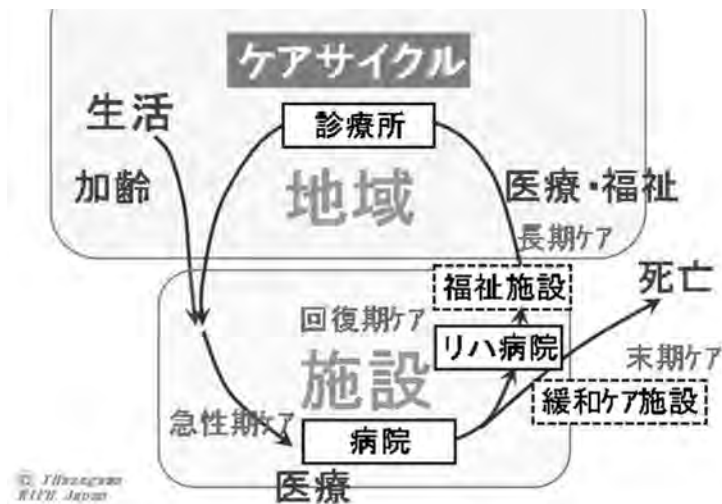 ケアサイクル
生活
診療所
加齢
地域
医療・福祉
長期ケア
福祉施設
死亡
回復期ケア
リハ病院
施設
末期ケア
緩和ケア施設
急性期ケア
病院
医療
Japan